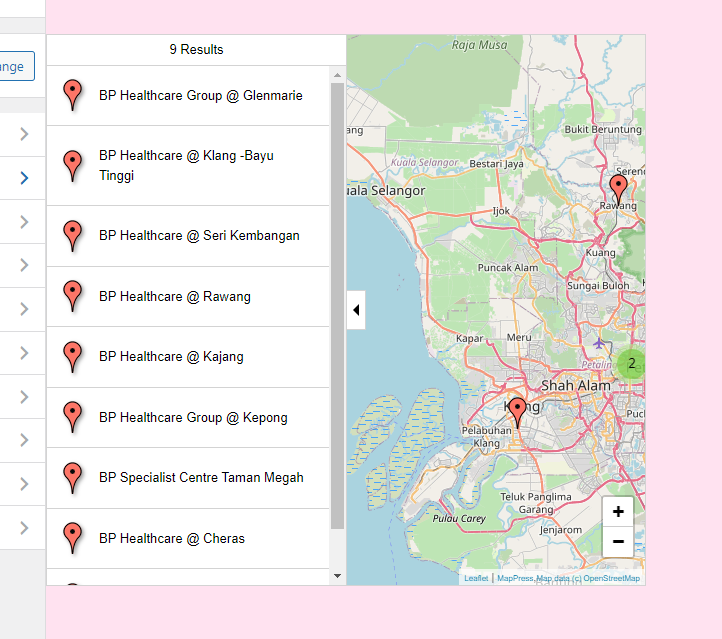 ange
9 Results
BP Healthcare Group @ Glenmarie
BP Healthcare @ Klang -Bayu
Tinggi
BP Healthcare @ Seri Kembangan
BP Healthcare @ Rawang
BP Healthcare @ Kajang
BP Healthcare Group @ Kepong
BP Specialist Centre Taman Megah
BP Healthcare @ Cheras
Raja Musa
ang
Bukit Beruntung
Kuala Selangor
Bestari Jaya
Seren
uala Selangor
Ijok
Rawang
Kuang
Puncak Alam
Sungai Buloh
K
Kapar
Meru
Petalin
2
Shah Alam
Klang
Puch
Pelabuhan
Klang
Teluk Panglima
Garang
Pulau Carey
Jenjarom
+
−
Leaflet | MapPress Map data (c) OpenStreetMap